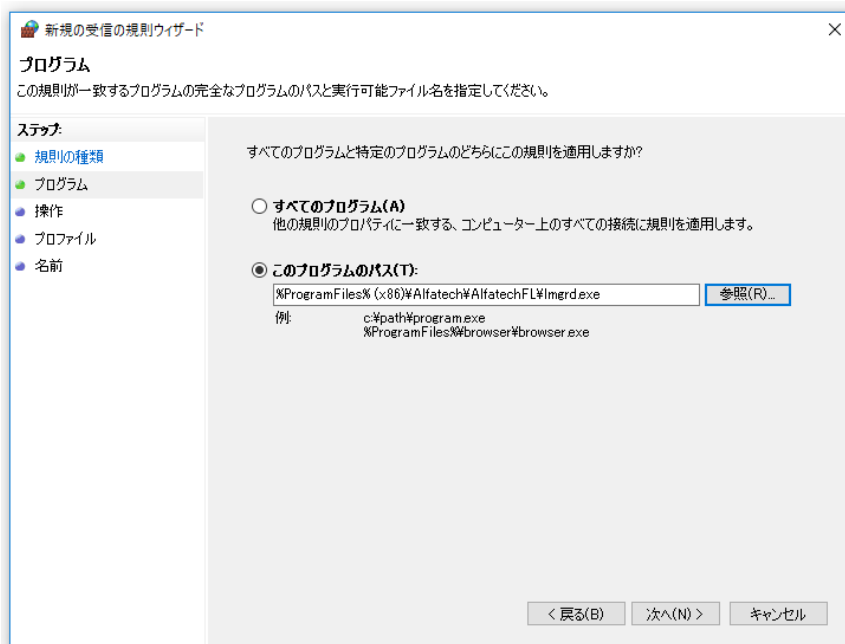 新規の受信の規則ウィザード
プログラム
この規則が一致するプログラムの完全なプログラムのパスと実行可能ファイル名を指定してください。
ステップ:
規則の種類
プログラム
操作
プロファイル
名前
すべてのプログラムと特定のプログラムのどちらにこの規則を適用しますか?
すべてのプログラム(A)
他の規則のプロパティに一致する、コンピューター上のすべての接続に規則を適用します。
このプログラムのパス(T):
%ProgramFiles% (x86)¥Alfatech¥AlfatechFL¥lmgrd.exe
参照(R)...
例: c:¥path¥program.exe
%ProgramFiles%¥browser¥browser.exe
< 戻る(B)
次へ(N) >
キャンセル